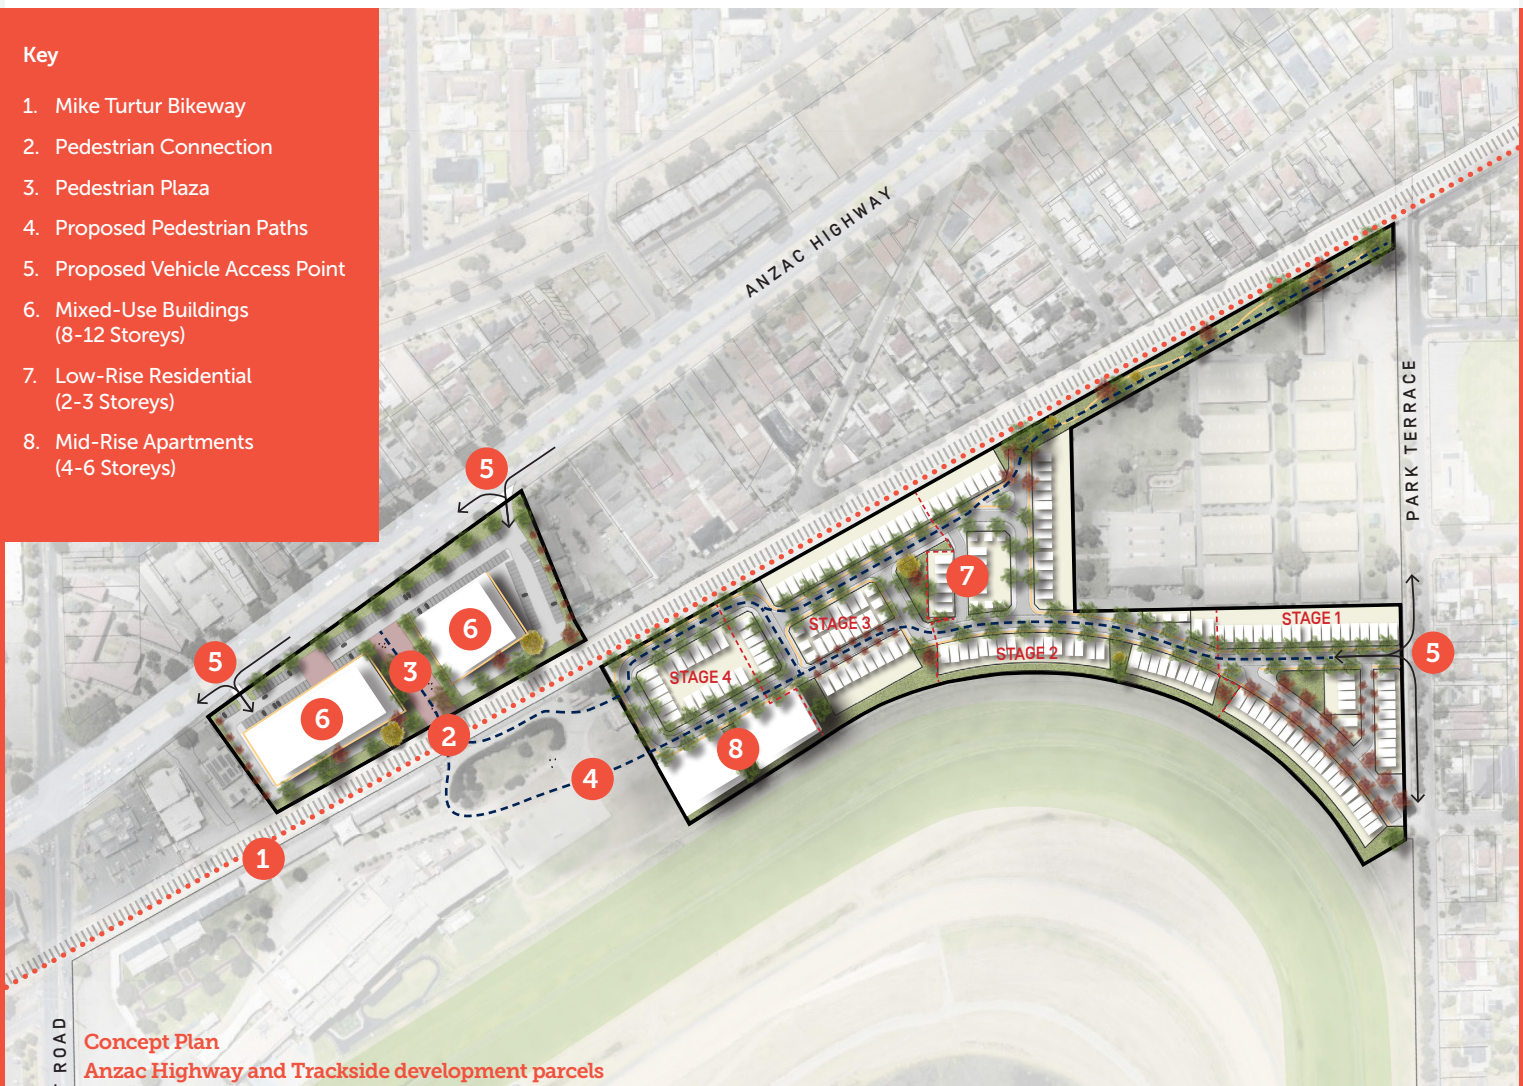 Key
1. Mike Turtur Bikeway
2. Pedestrian Connection
3. Pedestrian Plaza
4. Proposed Pedestrian Paths
5. Proposed Vehicle Access Point
6. Mixed-Use Buildings
(8-12 Storeys)
7. Low-Rise Residential
(2-3 Storeys)
8. Mid-Rise Apartments
(4-6 Storeys)
ANZAC HIGHWAY
PARK TERRACE
5
5
6
3
6
2
1
4
8
7
5
STAGE 1
STAGE 2
STAGE 3
STAGE 4
ROAD
Concept Plan
Anzac Highway and Trackside development parcels